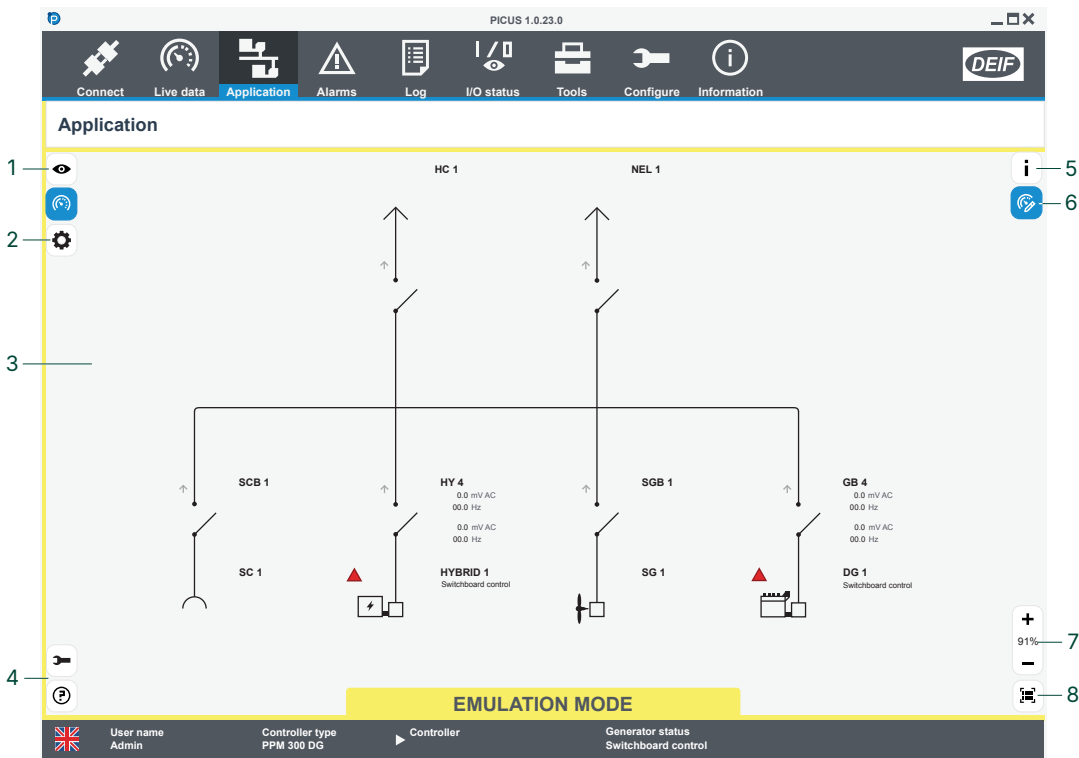 PICUS 1.0.23.0
Connect
Live data
Application
Alarms
Log
I/O status
Tools
Configure
Information
DEIF
Application
1
2
3
4
5
6
7
8
HC 1
NEL 1
SCB 1
HY 4
0.0 mV AC
00.0 Hz
0.0 mV AC
00.0 Hz
SGB 1
GB 4
0.0 mV AC
00.0 Hz
0.0 mV AC
00.0 Hz
SC 1
HYBRID 1
Switchboard control
SG 1
DG 1
Switchboard control
91%
EMULATION MODE
User name
Admin
Controller type
PPM 300 DG
Controller
Generator status
Switchboard control